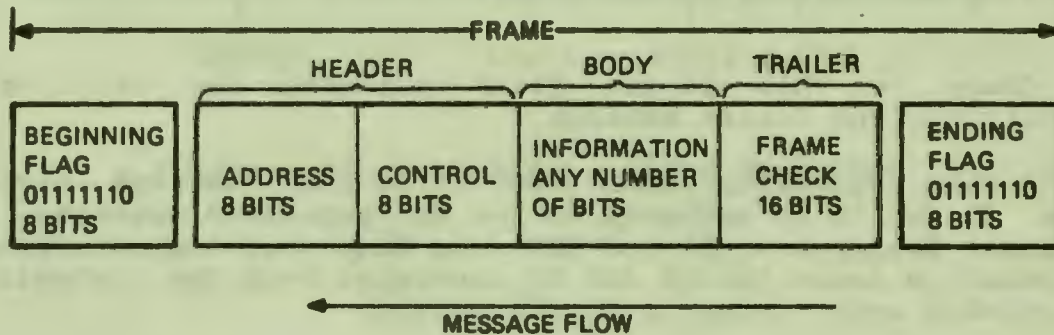 FRAME
HEADER
BODY
TRAILER
BEGINNING
FLAG
01111110
8 BITS
ADDRESS
8 BITS
CONTROL
8 BITS
INFORMATION
ANY NUMBER
OF BITS
FRAME
CHECK
16 BITS
ENDING
FLAG
01111110
8 BITS
MESSAGE FLOW